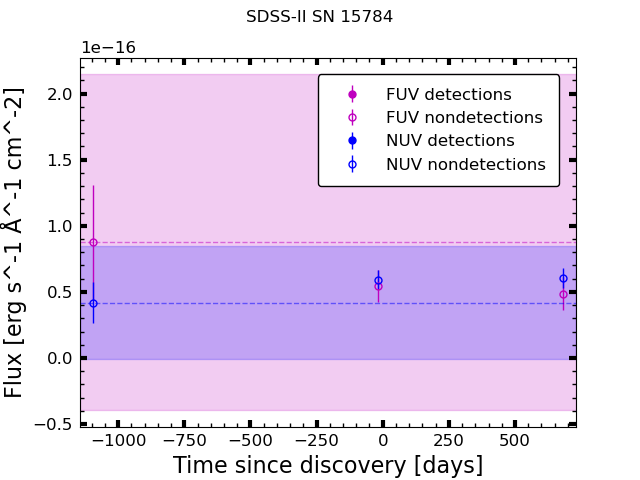 SDSS-II SN 15784
1e−16
2.0
1.5
1.0
0.5
0.0
−0.5
Flux [erg s^-1 Å^-1 cm^-2]
FUV detections
FUV nondetections
NUV detections
NUV nondetections
−1000 −750 −500 −250 0 250 500
Time since discovery [days]